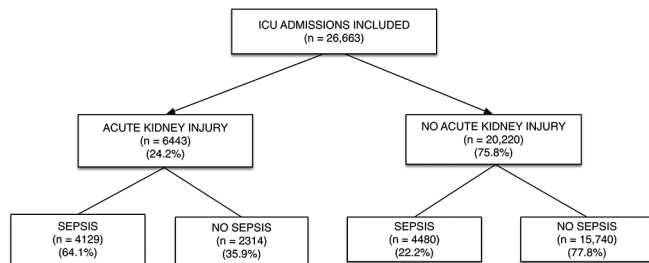 ICU ADMISSIONS INCLUDED
(n = 26,663)
ACUTE KIDNEY INJURY
(n = 6443)
(24.2%)
NO ACUTE KIDNEY INJURY
(n = 20,220)
(75.8%)
SEPSIS
(n = 4129)
(64.1%)
NO SEPSIS
(n = 2314)
(35.9%)
SEPSIS
(n = 4480)
(22.2%)
NO SEPSIS
(n = 15,740)
(77.8%)